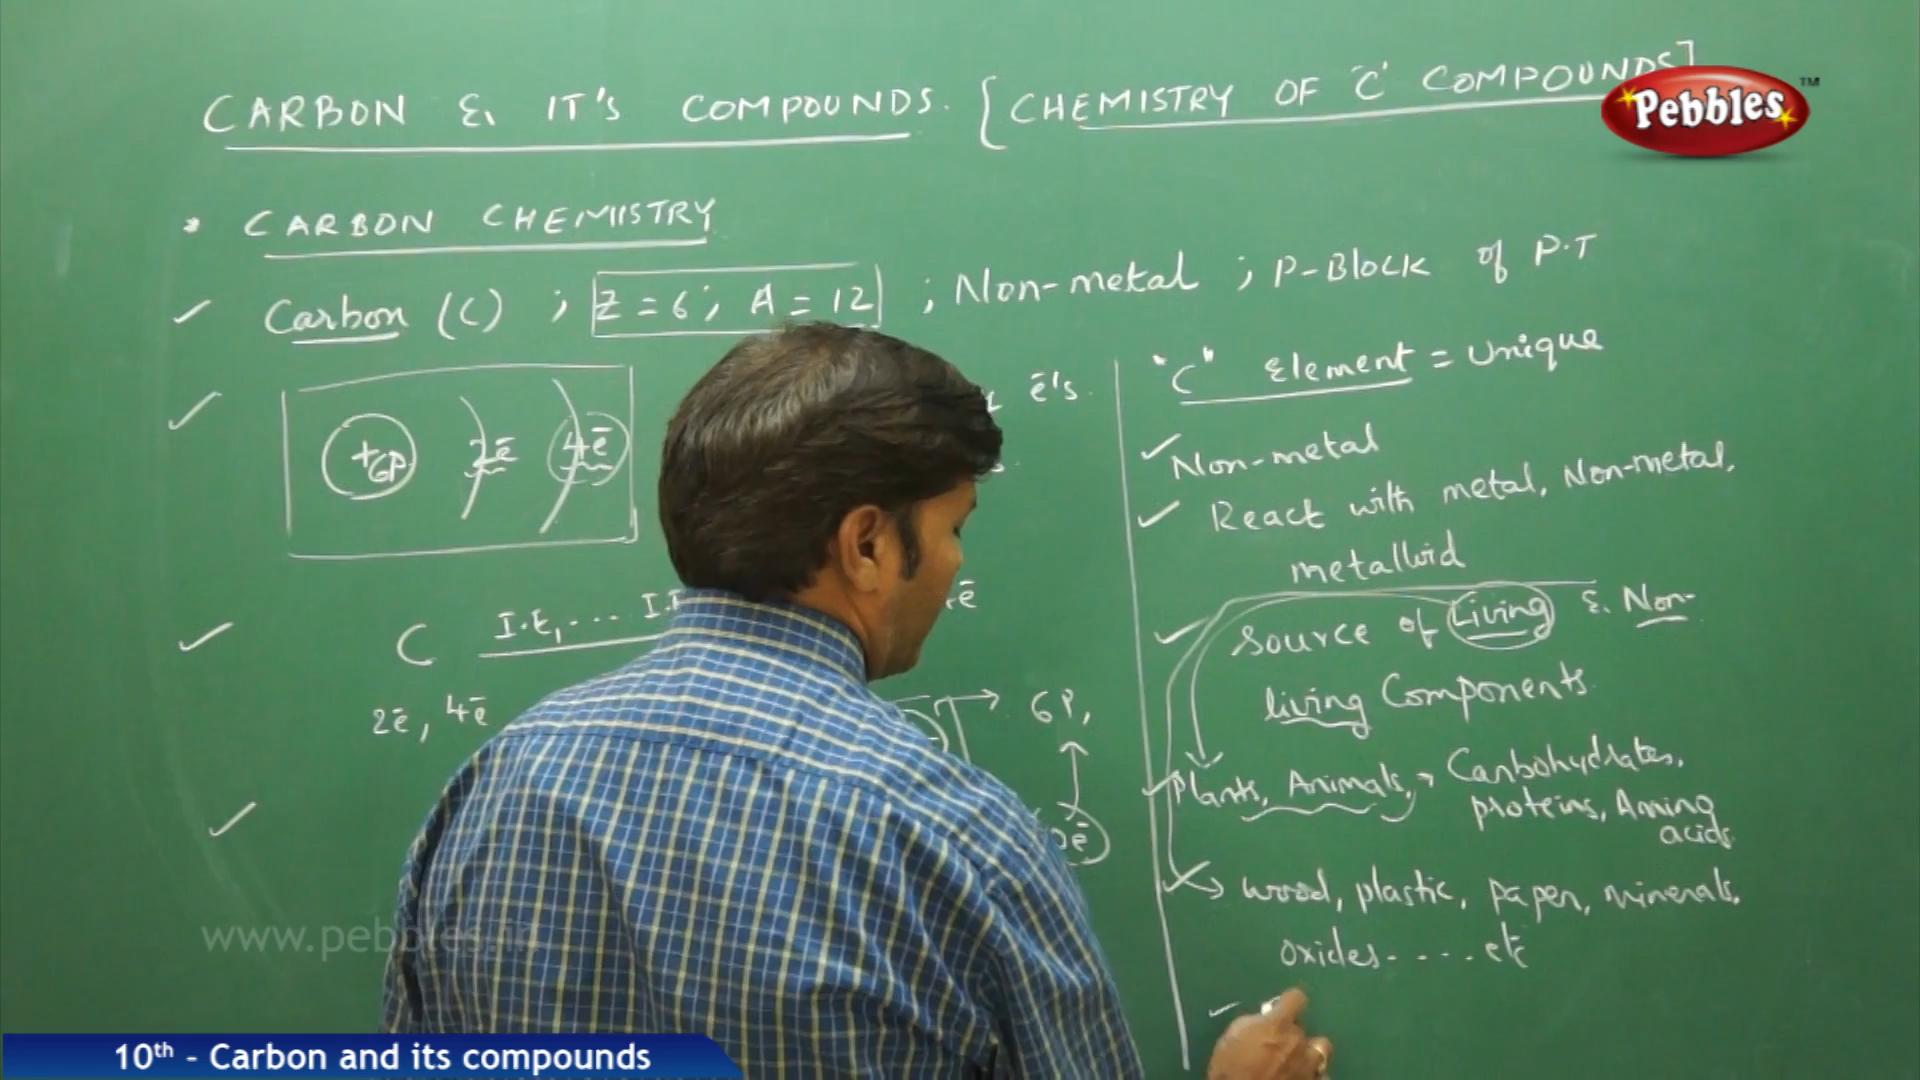 CARBON & IT'S COMPOUNDS. [CHEMISTRY OF "C" COMPOUNDS]
Pebbles™
* CARBON CHEMIISTRY
Carbon (C) ; Z = 6 ; A = 12 ; Non-metal ; P-Block of P.T
+6P 2ē 4ē
ē's.
C I.E₁ ....
2ē, 4ē
6P,
"C" Element = Unique
Non-metal
React with metal, Non-metal,
metalloid
Source of Living & Non-
living Components.
Plants, Animals, → Carbohydrates,
proteins, Amino
acids
wood, plastic, paper, minerals,
oxides- - . . . etc
www.pebbles.in
10th - Carbon and its compounds